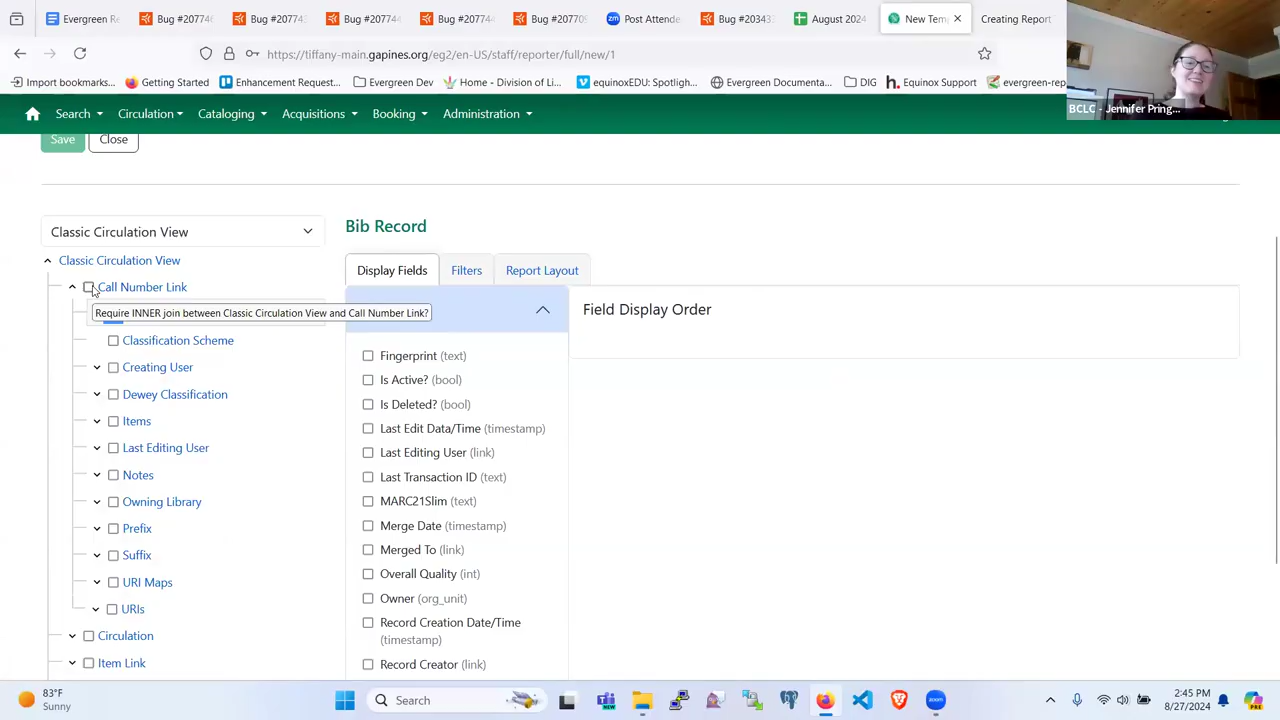 Evergreen R
Bug #20774
Bug #20774
Bug #20774
Bug #20770
Post Attende
Bug #20343
August 2024
New Tem
Creating Report
https://tiffany-main.gapines.org/eg2/en-US/staff/reporter/full/new/1
Import bookmarks...
Getting Started
Enhancement Request...
Evergreen Dev
Home - Division of Li...
equinoxEDU: Spotligh...
Evergreen Documenta...
DIG
Equinox Support
evergreen-rep
BCLC - Jennifer Pring...
Search
Circulation
Cataloging
Acquisitions
Booking
Administration
Save
Close
Classic Circulation View
Bib Record
Classic Circulation View
Display Fields
Filters
Report Layout
Call Number Link
Require INNER join between Classic Circulation View and Call Number Link?
Field Display Order
Classification Scheme
Creating User
Dewey Classification
Items
Last Editing User
Notes
Owning Library
Prefix
Suffix
URI Maps
URIs
Circulation
Item Link
Fingerprint (text)
Is Active? (bool)
Is Deleted? (bool)
Last Edit Data/Time (timestamp)
Last Editing User (link)
Last Transaction ID (text)
MARC21Slim (text)
Merge Date (timestamp)
Merged To (link)
Overall Quality (int)
Owner (org_unit)
Record Creation Date/Time
(timestamp)
Record Creator (link)
83°F
Sunny
Search
2:45 PM
8/27/2024